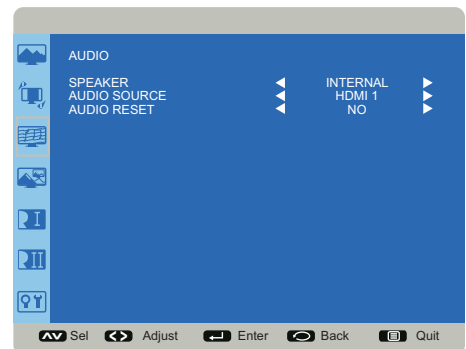 AUDIO
SPEAKER INTERNAL
AUDIO SOURCE HDMI 1
AUDIO RESET NO
Sel Adjust Enter Back Quit